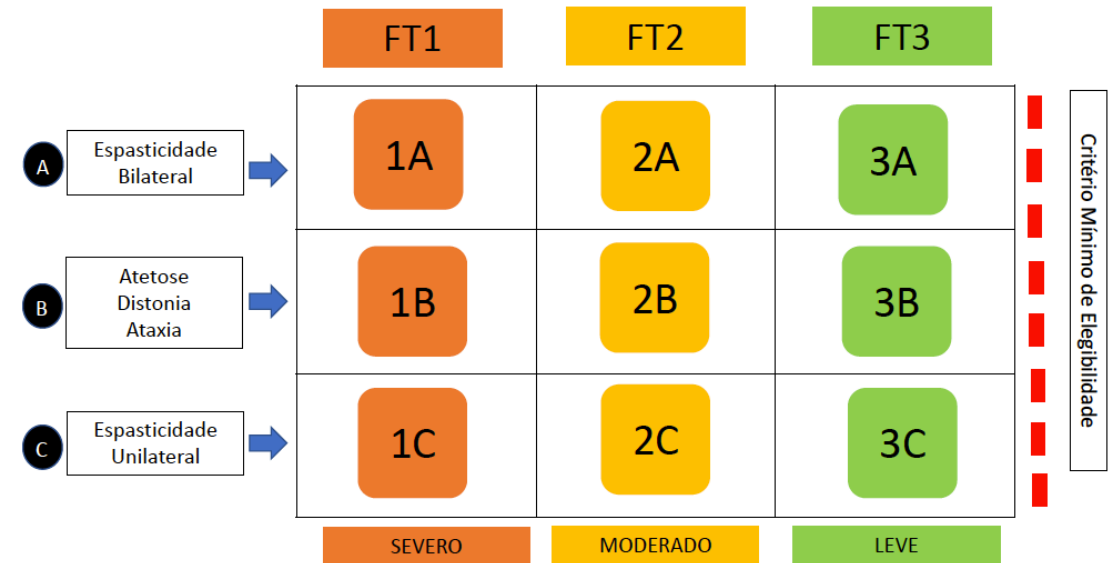 FT1
FT2
FT3
A
Espasticidade
Bilateral
1A
2A
3A
B
Atetose
Distonia
Ataxia
1B
2B
3B
C
Espasticidade
Unilateral
1C
2C
3C
SEVERO
MODERADO
LEVE
Critério Mínimo de Elegibilidade